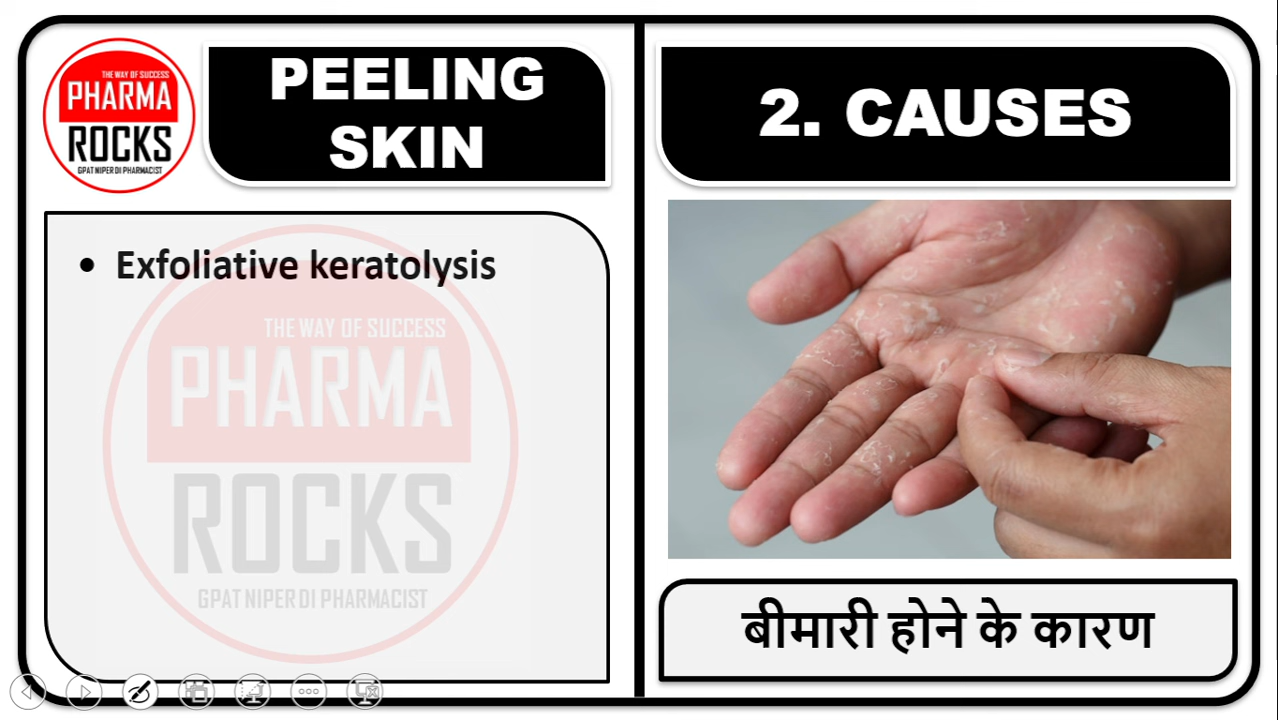 THE WAY OF SUCCESS
PHARMA
ROCKS
GPAT NIPER DI PHARMACIST
PEELING
SKIN
2. CAUSES
• Exfoliative keratolysis
THE WAY OF SUCCESS
PHARMA
ROCKS
GPAT NIPER DI PHARMACIST
बीमारी होने के कारण